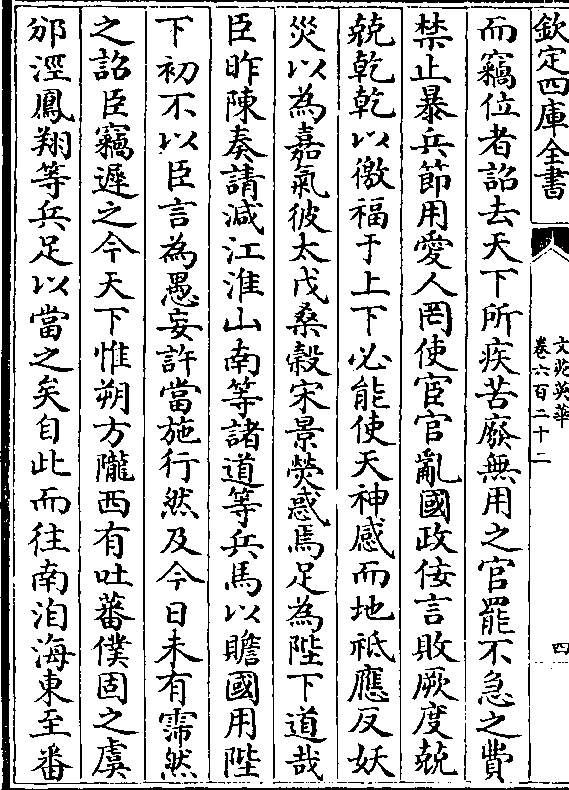 欽定四庫全書
文苑英華
卷六百二十二
四
而竊位者詔去天下所疾苦廢無用之官罷不急之費
禁止暴兵節用愛人罔使宦官亂國政佞言敗厥度兢
兢乾乾以徼福于上下必能使天神感而地祗應反妖
災以為嘉氣彼太戊桑榖宋景熒惑焉足為陛下道哉
臣昨陳奏請減江淮山南等諸道等兵馬以贍國用陛
下初不以臣言為愚妄許當施行然及今日未有霈然
之詔臣竊遲之今天下惟朔方隴西有吐蕃僕固之虞
邠涇鳳翔等兵足以當之矣自此而往南洎海東至番